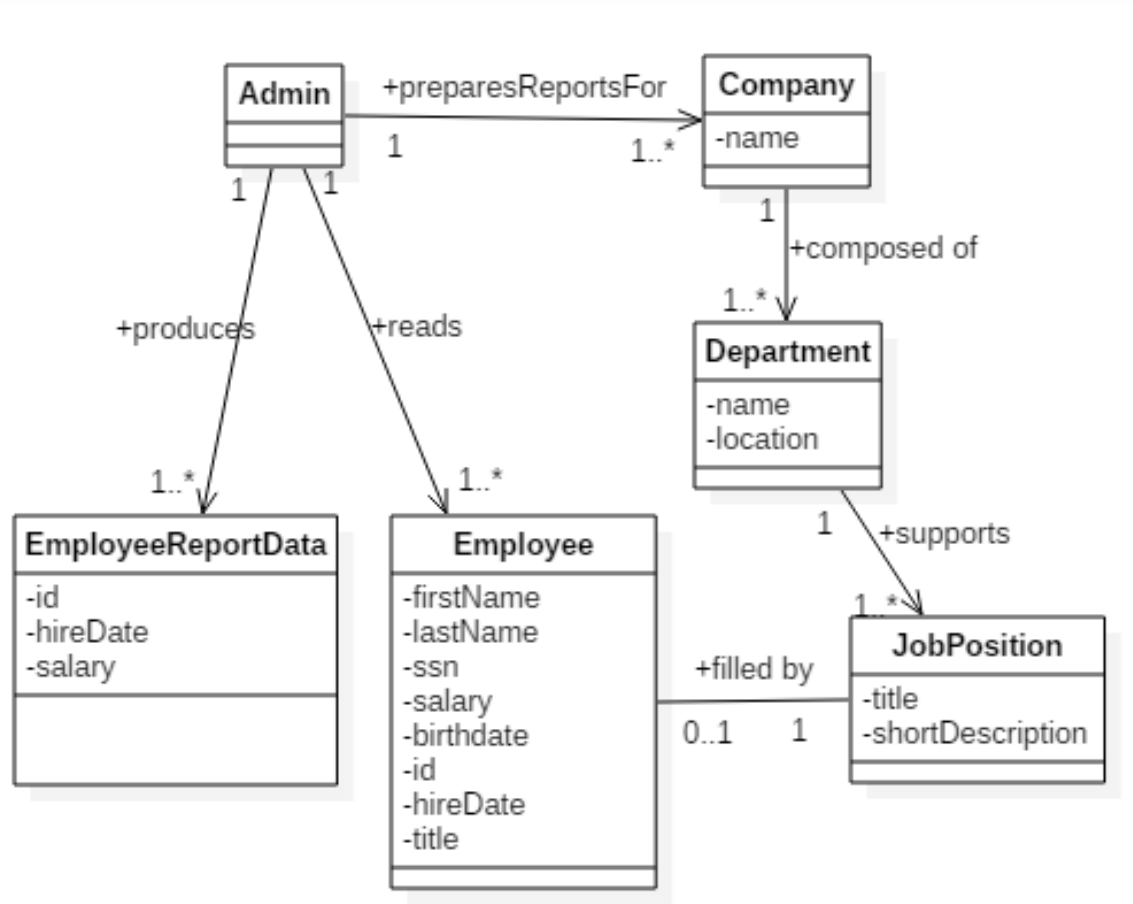 Admin
+preparesReportsFor
1
1..*
Company
-name
1
+composed of
1..*
1
1
+produces
+reads
1..*
1..*
Department
-name
-location
1
+supports
1..*
EmployeeReportData
-id
-hireDate
-salary
Employee
-firstName
-lastName
-ssn
-salary
-birthdate
-id
-hireDate
-title
+filled by
0..1
1
JobPosition
-title
-shortDescription